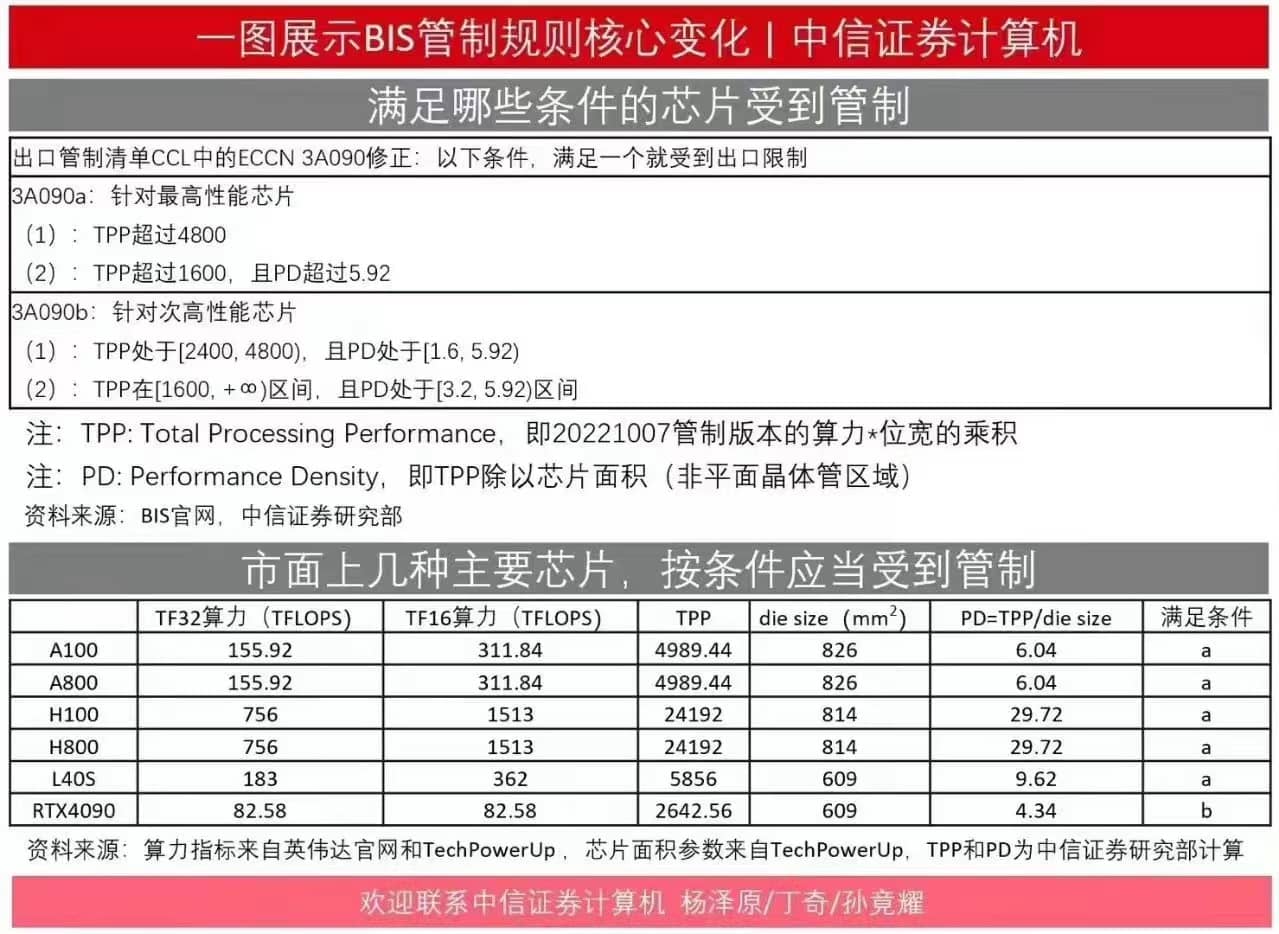 一图展示BIS管制规则核心变化 | 中信证券计算机
满足哪些条件的芯片受到管制
出口管制清单CCL中的ECCN 3A090修正：以下条件，满足一个就受到出口限制
3A090a：针对最高性能芯片
（1）：TPP超过4800
（2）：TPP超过1600，且PD超过5.92
3A090b：针对次高性能芯片
（1）：TPP处于[2400, 4800)，且PD处于[1.6, 5.92)
（2）：TPP在[1600, +∞)区间，且PD处于[3.2, 5.92)区间
注：TPP: Total Processing Performance，即20221007管制版本的算力*位宽的乘积
注：PD: Performance Density，即TPP除以芯片面积（非平面晶体管区域）
资料来源：BIS官网，中信证券研究部
市面上几种主要芯片，按条件应当受到管制
TF32算力（TFLOPS） TF16算力（TFLOPS） TPP die size（mm²） PD=TPP/die size 满足条件
A100 155.92 311.84 4989.44 826 6.04 a
A800 155.92 311.84 4989.44 826 6.04 a
H100 756 1513 24192 814 29.72 a
H800 756 1513 24192 814 29.72 a
L40S 183 362 5856 609 9.62 a
RTX4090 82.58 82.58 2642.56 609 4.34 b
资料来源：算力指标来自英伟达官网和TechPowerUp，芯片面积参数来自TechPowerUp，TPP和PD为中信证券研究部计算
欢迎联系中信证券计算机 杨泽原/丁奇/孙竟耀